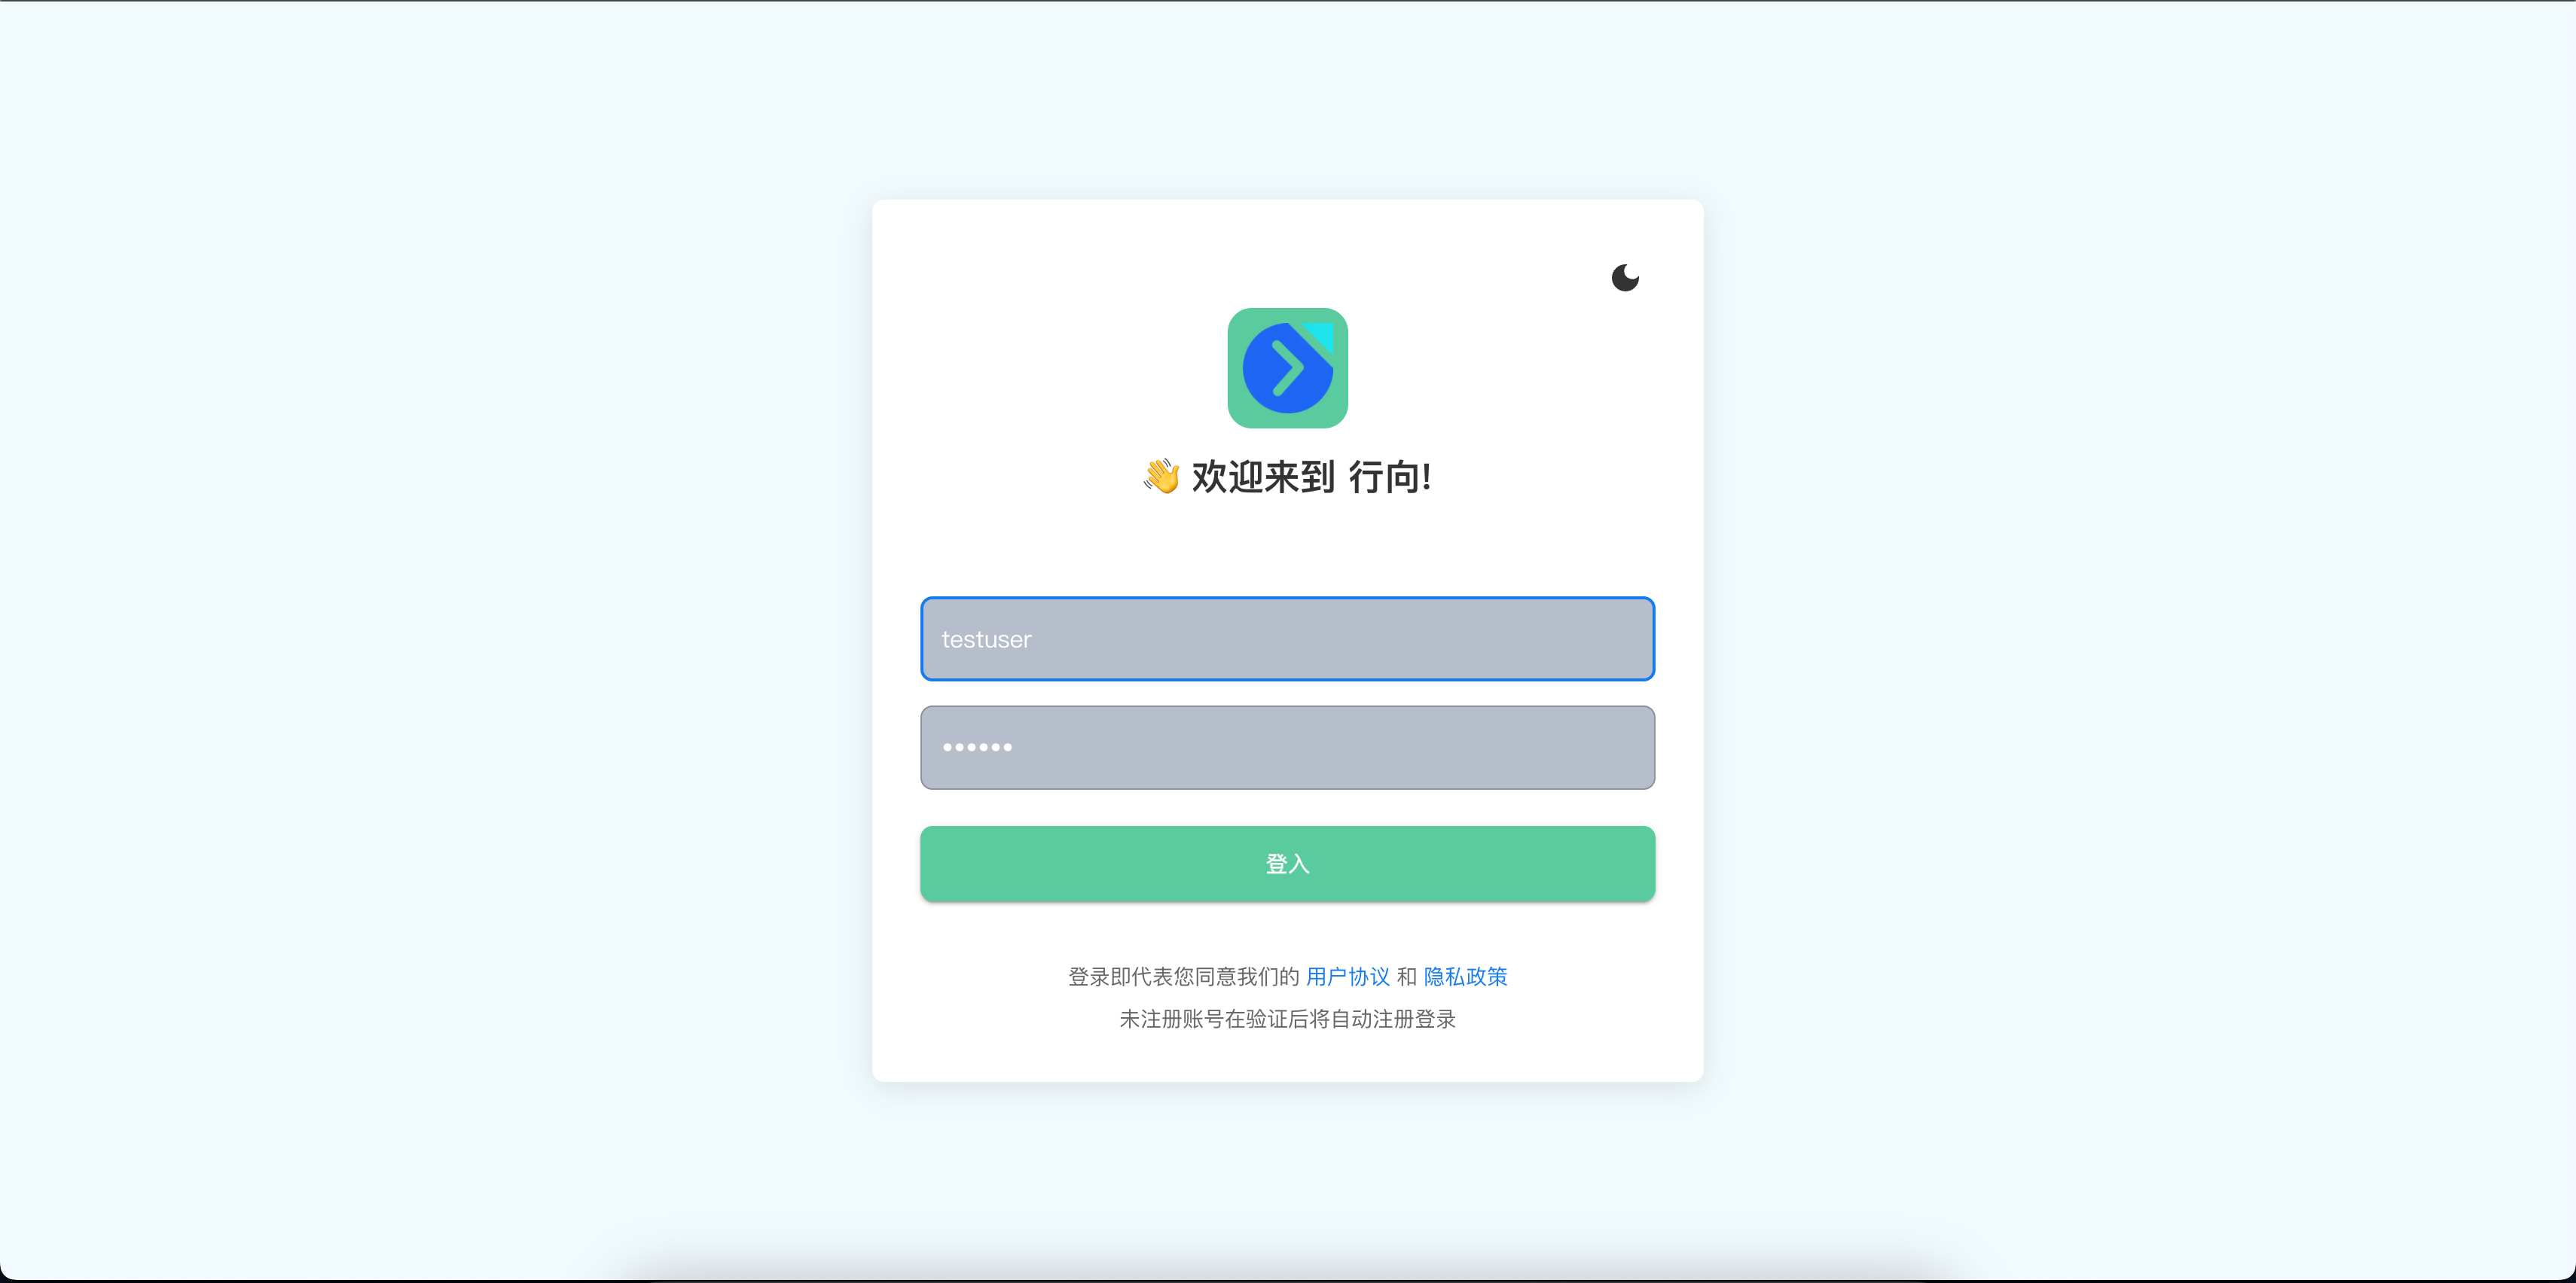 👋 欢迎来到 行向!
testuser
••••••
登入
登录即代表您同意我们的 用户协议 和 隐私政策
未注册账号在验证后将自动注册登录